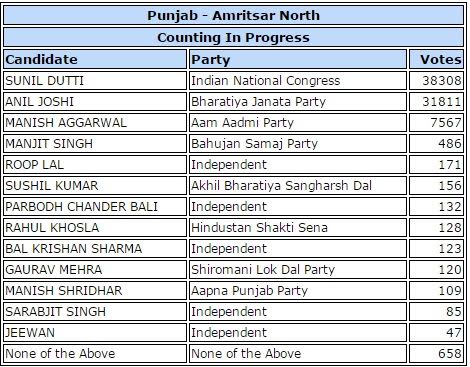 Punjab - Amritsar North
Counting In Progress
Candidate Party Votes
SUNIL DUTTI Indian National Congress 38308
ANIL JOSHI Bharatiya Janata Party 31811
MANISH AGGARWAL Aam Aadmi Party 7567
MANJIT SINGH Bahujan Samaj Party 486
ROOP LAL Independent 171
SUSHIL KUMAR Akhil Bharatiya Sangharsh Dal 156
PARBODH CHANDER BALI Independent 132
RAHUL KHOSLA Hindustan Shakti Sena 128
BAL KRISHAN SHARMA Independent 123
GAURAV MEHRA Shiromani Lok Dal Party 120
MANISH SHRIDHAR Aapna Punjab Party 109
SARABJIT SINGH Independent 85
JEEWAN Independent 47
None of the Above None of the Above 658